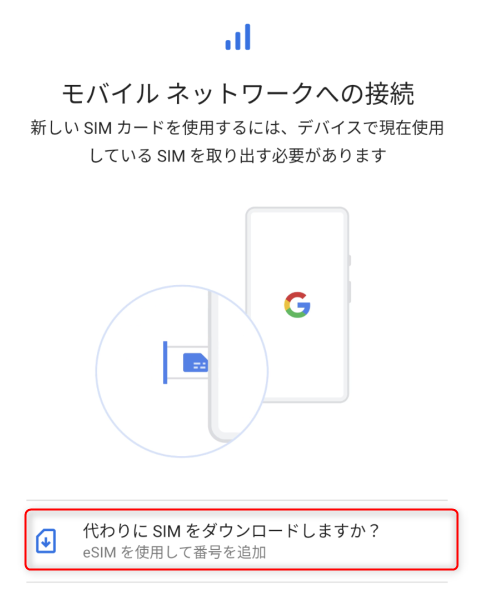 モバイル ネットワークへの接続
新しい SIM カードを使用するには、デバイスで現在使用
している SIM を取り出す必要があります
G
代わりに SIM をダウンロードしますか？
eSIM を使用して番号を追加